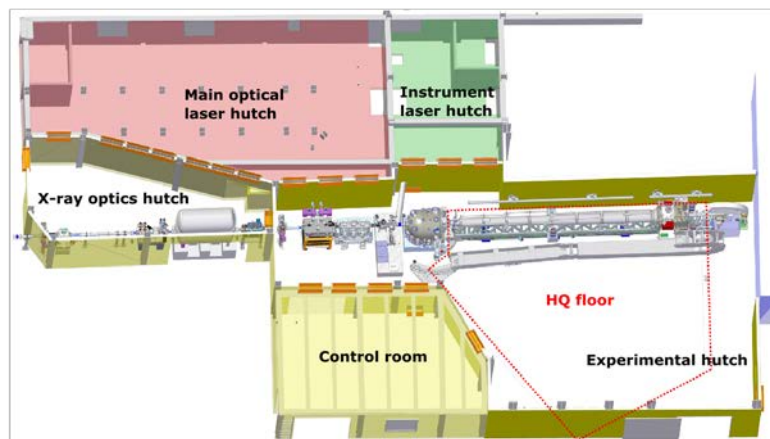 Main optical
laser hutch
Instrument
laser hutch
X-ray optics hutch
HQ floor
Control room
Experimental hutch